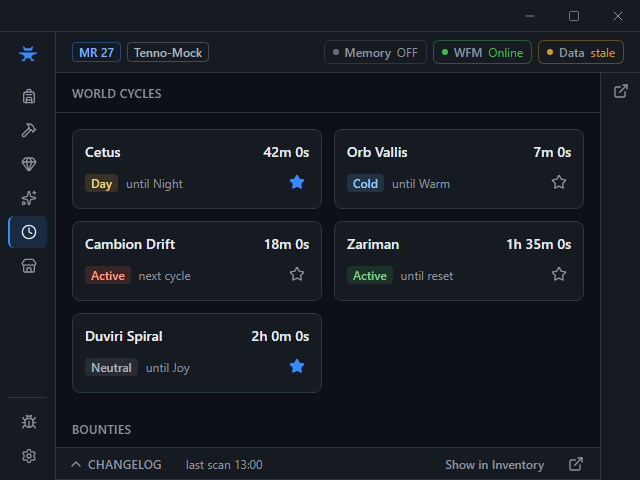 MR 27 Tenno-Mock Memory OFF WFM Online Data stale
WORLD CYCLES
Cetus 42m 0s
Day until Night
Orb Vallis 7m 0s
Cold until Warm
Cambion Drift 18m 0s
Active next cycle
Zariman 1h 35m 0s
Active until reset
Duviri Spiral 2h 0m 0s
Neutral until Joy
BOUNTIES
CHANGELOG last scan 13:00 Show in Inventory